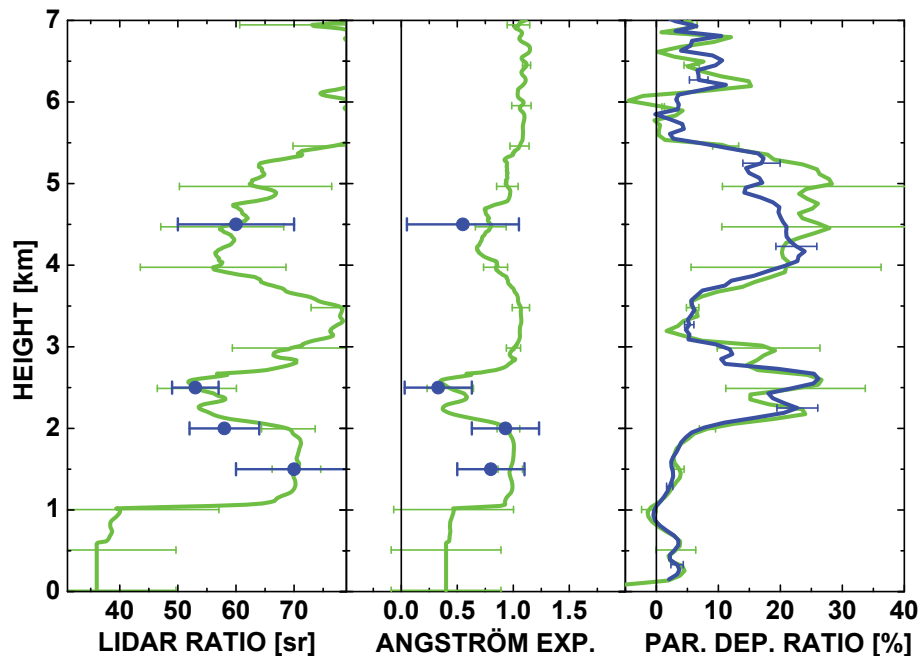 7
6
5
4
3
2
1
0
HEIGHT [km]
40 50 60 70
0.0 0.5 1.0 1.5
0 10 20 30 40
LIDAR RATIO [sr]
ANGSTRÖM EXP.
PAR. DEP. RATIO [%]